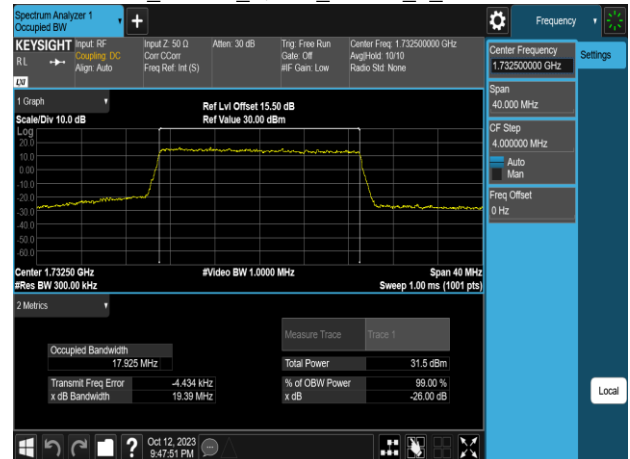 Spectrum Analyzer 1
Occupied BW
Frequency
KEYSIGHT
Input: RF
Input Z: 50 Ω
Atten: 30 dB
Trig: Free Run
Center Freq: 1.732500000 GHz
RL
Coupling: DC
Corr CCorr
Gate: Off
Avg|Hold: 10/10
Align: Auto
Freq Ref: Int (S)
#IF Gain: Low
Radio Std: None
LXI
Center Frequency
1.732500000 GHz
Settings
Span
40.000 MHz
CF Step
4.000000 MHz
Auto
Man
Freq Offset
0 Hz
Local
1 Graph
Ref Lvl Offset 15.50 dB
Scale/Div 10.0 dB
Ref Value 30.00 dBm
Log
20.0
10.0
0.00
-10.0
-20.0
-30.0
-40.0
-50.0
-60.0
Center 1.73250 GHz
#Video BW 1.0000 MHz
Span 40 MHz
#Res BW 300.00 kHz
Sweep 1.00 ms (1001 pts)
2 Metrics
Measure Trace
Trace 1
Occupied Bandwidth
17.925 MHz
Total Power
31.5 dBm
Transmit Freq Error
-4.434 kHz
% of OBW Power
99.00 %
x dB Bandwidth
19.39 MHz
x dB
-26.00 dB
?
Oct 12, 2023
9:47:51 PM